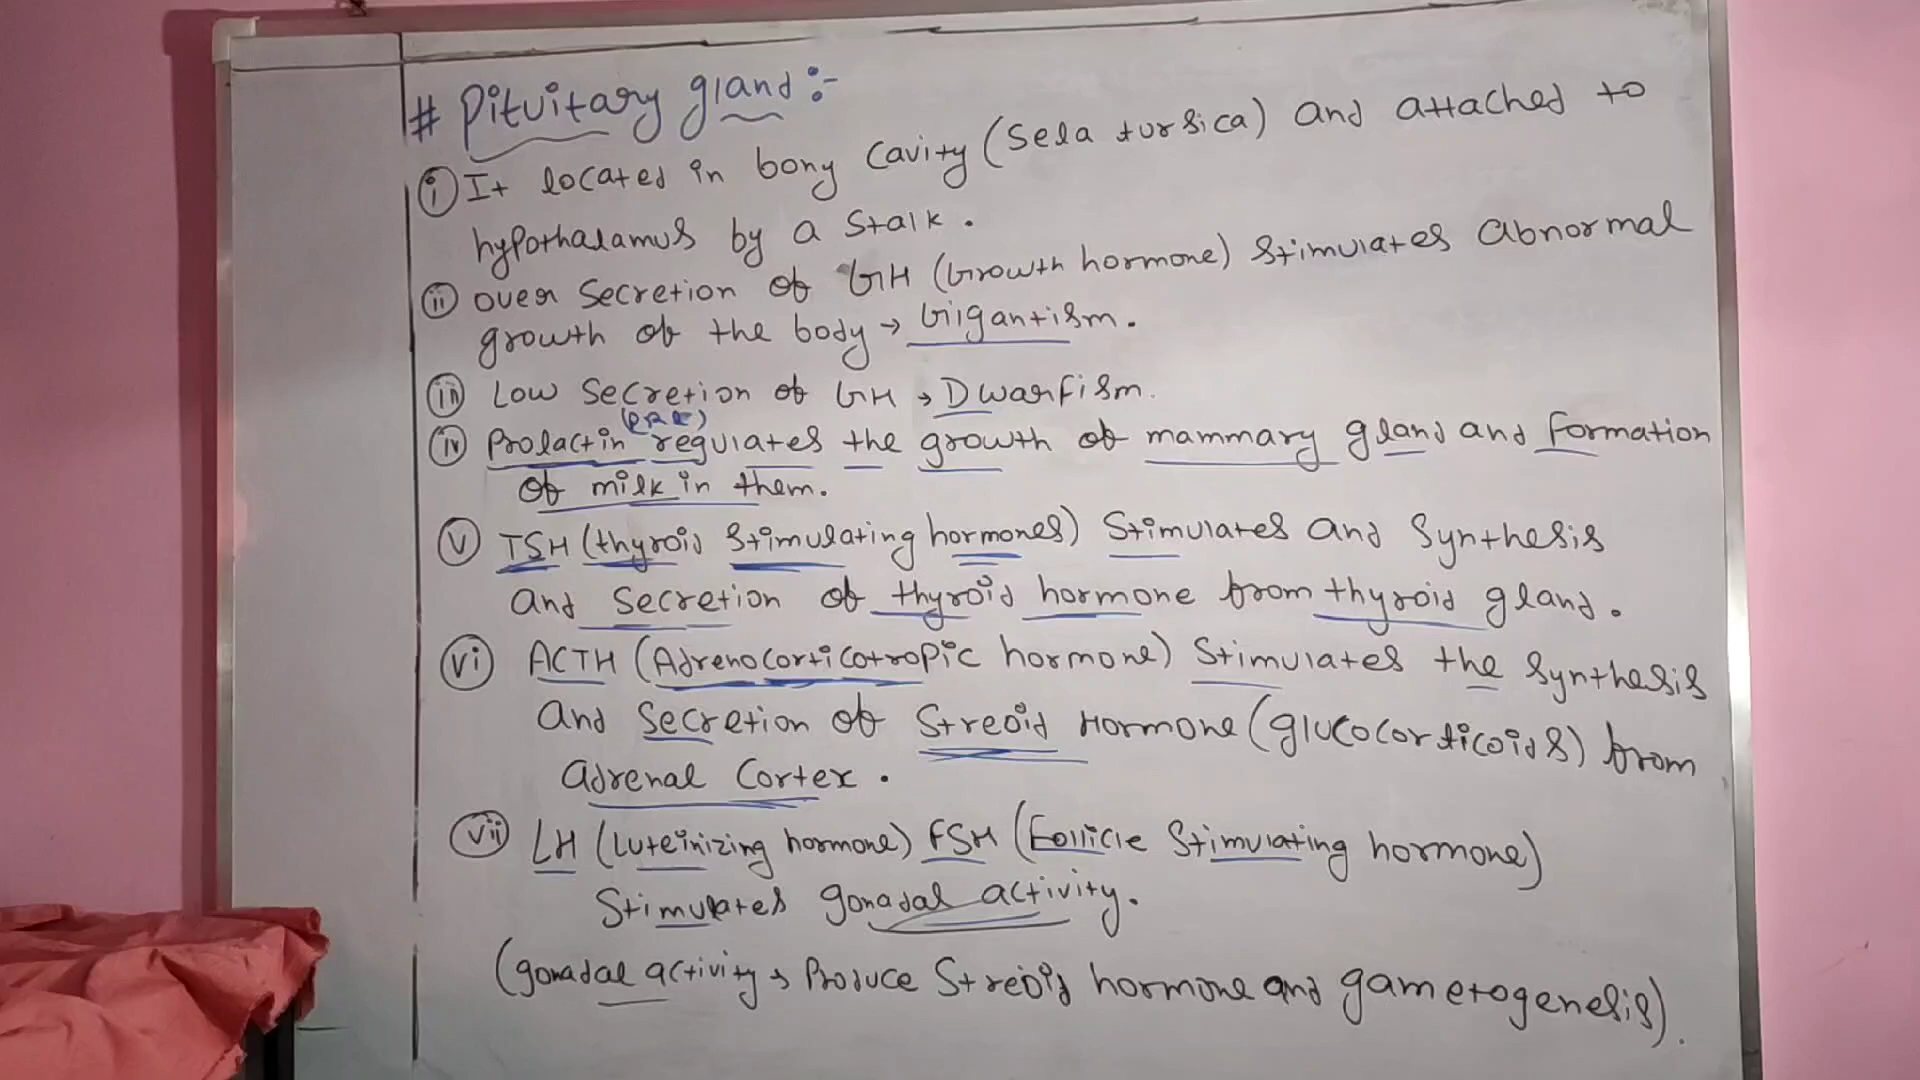 # Pituitary gland :-
(i) It located in bony cavity (Sela tursica) and attached to
hypothalamus by a stalk.
(ii) over secretion of GH (Growth hormone) stimulates abnormal
growth of the body → Giigantism.
(iii) Low secretion of GH → Dwarfism.
(PRL)
(iv) Prolactin regulates the growth of mammary gland and formation
of milk in them.
(v) TSH (thyroid stimulating hormones) stimulates and synthesis
and secretion of thyroid hormone from thyroid gland.
(vi) ACTH (Adrenocorticotropic hormone) stimulates the synthesis
and secretion of streoid Hormone (glucocorticoids) from
adrenal cortex.
(vii) LH (Luteinizing hormone) FSH (Follicle stimulating hormone)
stimulates gonadal activity.
(gonadal activity → Produce streoid hormone and gametogenesis).